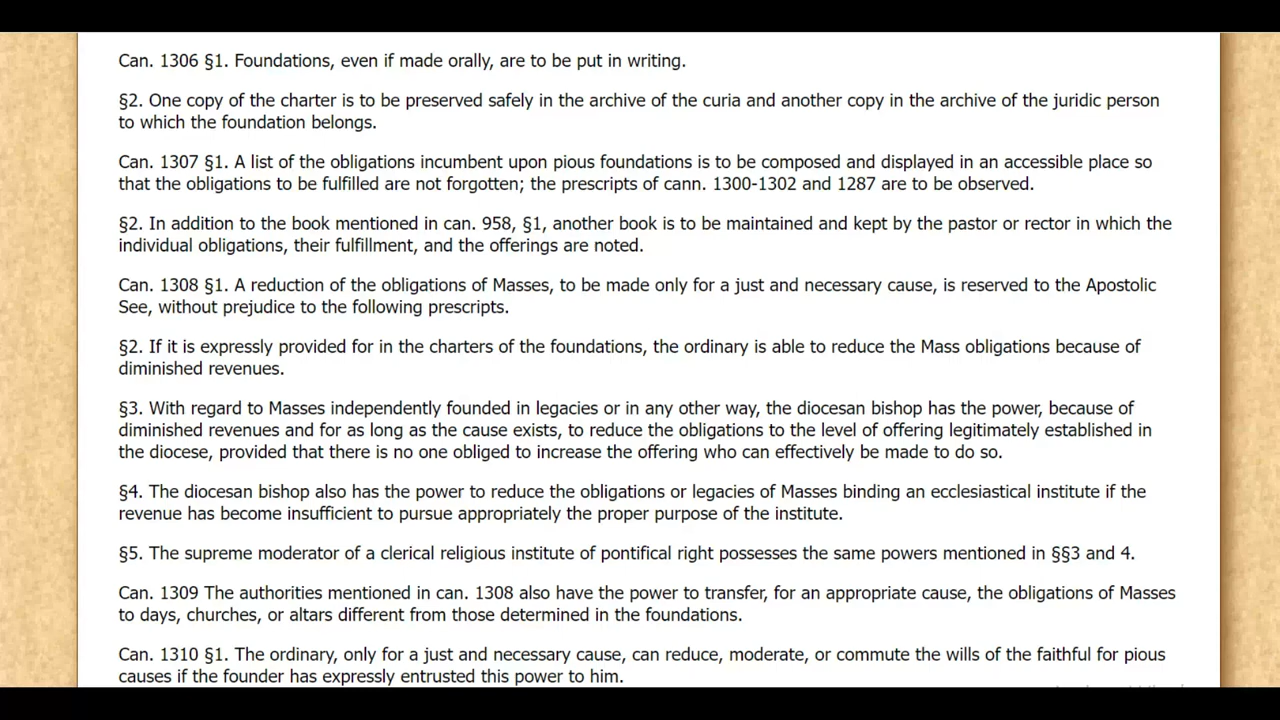 Can. 1306 §1. Foundations, even if made orally, are to be put in writing.
§2. One copy of the charter is to be preserved safely in the archive of the curia and another copy in the archive of the juridic person
to which the foundation belongs.
Can. 1307 §1. A list of the obligations incumbent upon pious foundations is to be composed and displayed in an accessible place so
that the obligations to be fulfilled are not forgotten; the prescripts of cann. 1300-1302 and 1287 are to be observed.
§2. In addition to the book mentioned in can. 958, §1, another book is to be maintained and kept by the pastor or rector in which the
individual obligations, their fulfillment, and the offerings are noted.
Can. 1308 §1. A reduction of the obligations of Masses, to be made only for a just and necessary cause, is reserved to the Apostolic
See, without prejudice to the following prescripts.
§2. If it is expressly provided for in the charters of the foundations, the ordinary is able to reduce the Mass obligations because of
diminished revenues.
§3. With regard to Masses independently founded in legacies or in any other way, the diocesan bishop has the power, because of
diminished revenues and for as long as the cause exists, to reduce the obligations to the level of offering legitimately established in
the diocese, provided that there is no one obliged to increase the offering who can effectively be made to do so.
§4. The diocesan bishop also has the power to reduce the obligations or legacies of Masses binding an ecclesiastical institute if the
revenue has become insufficient to pursue appropriately the proper purpose of the institute.
§5. The supreme moderator of a clerical religious institute of pontifical right possesses the same powers mentioned in §§3 and 4.
Can. 1309 The authorities mentioned in can. 1308 also have the power to transfer, for an appropriate cause, the obligations of Masses
to days, churches, or altars different from those determined in the foundations.
Can. 1310 §1. The ordinary, only for a just and necessary cause, can reduce, moderate, or commute the wills of the faithful for pious
causes if the founder has expressly entrusted this power to him.